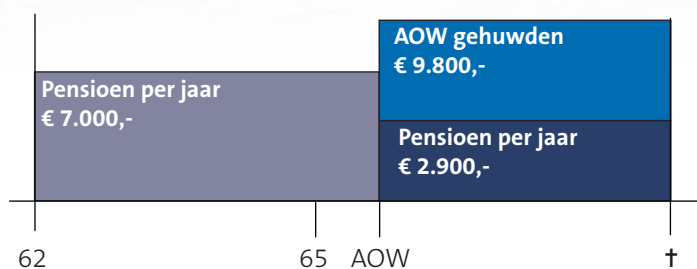 AOW gehuwden
€ 9.800,-
Pensioen per jaar
€ 7.000,-
Pensioen per jaar
€ 2.900,-
62 65 AOW †